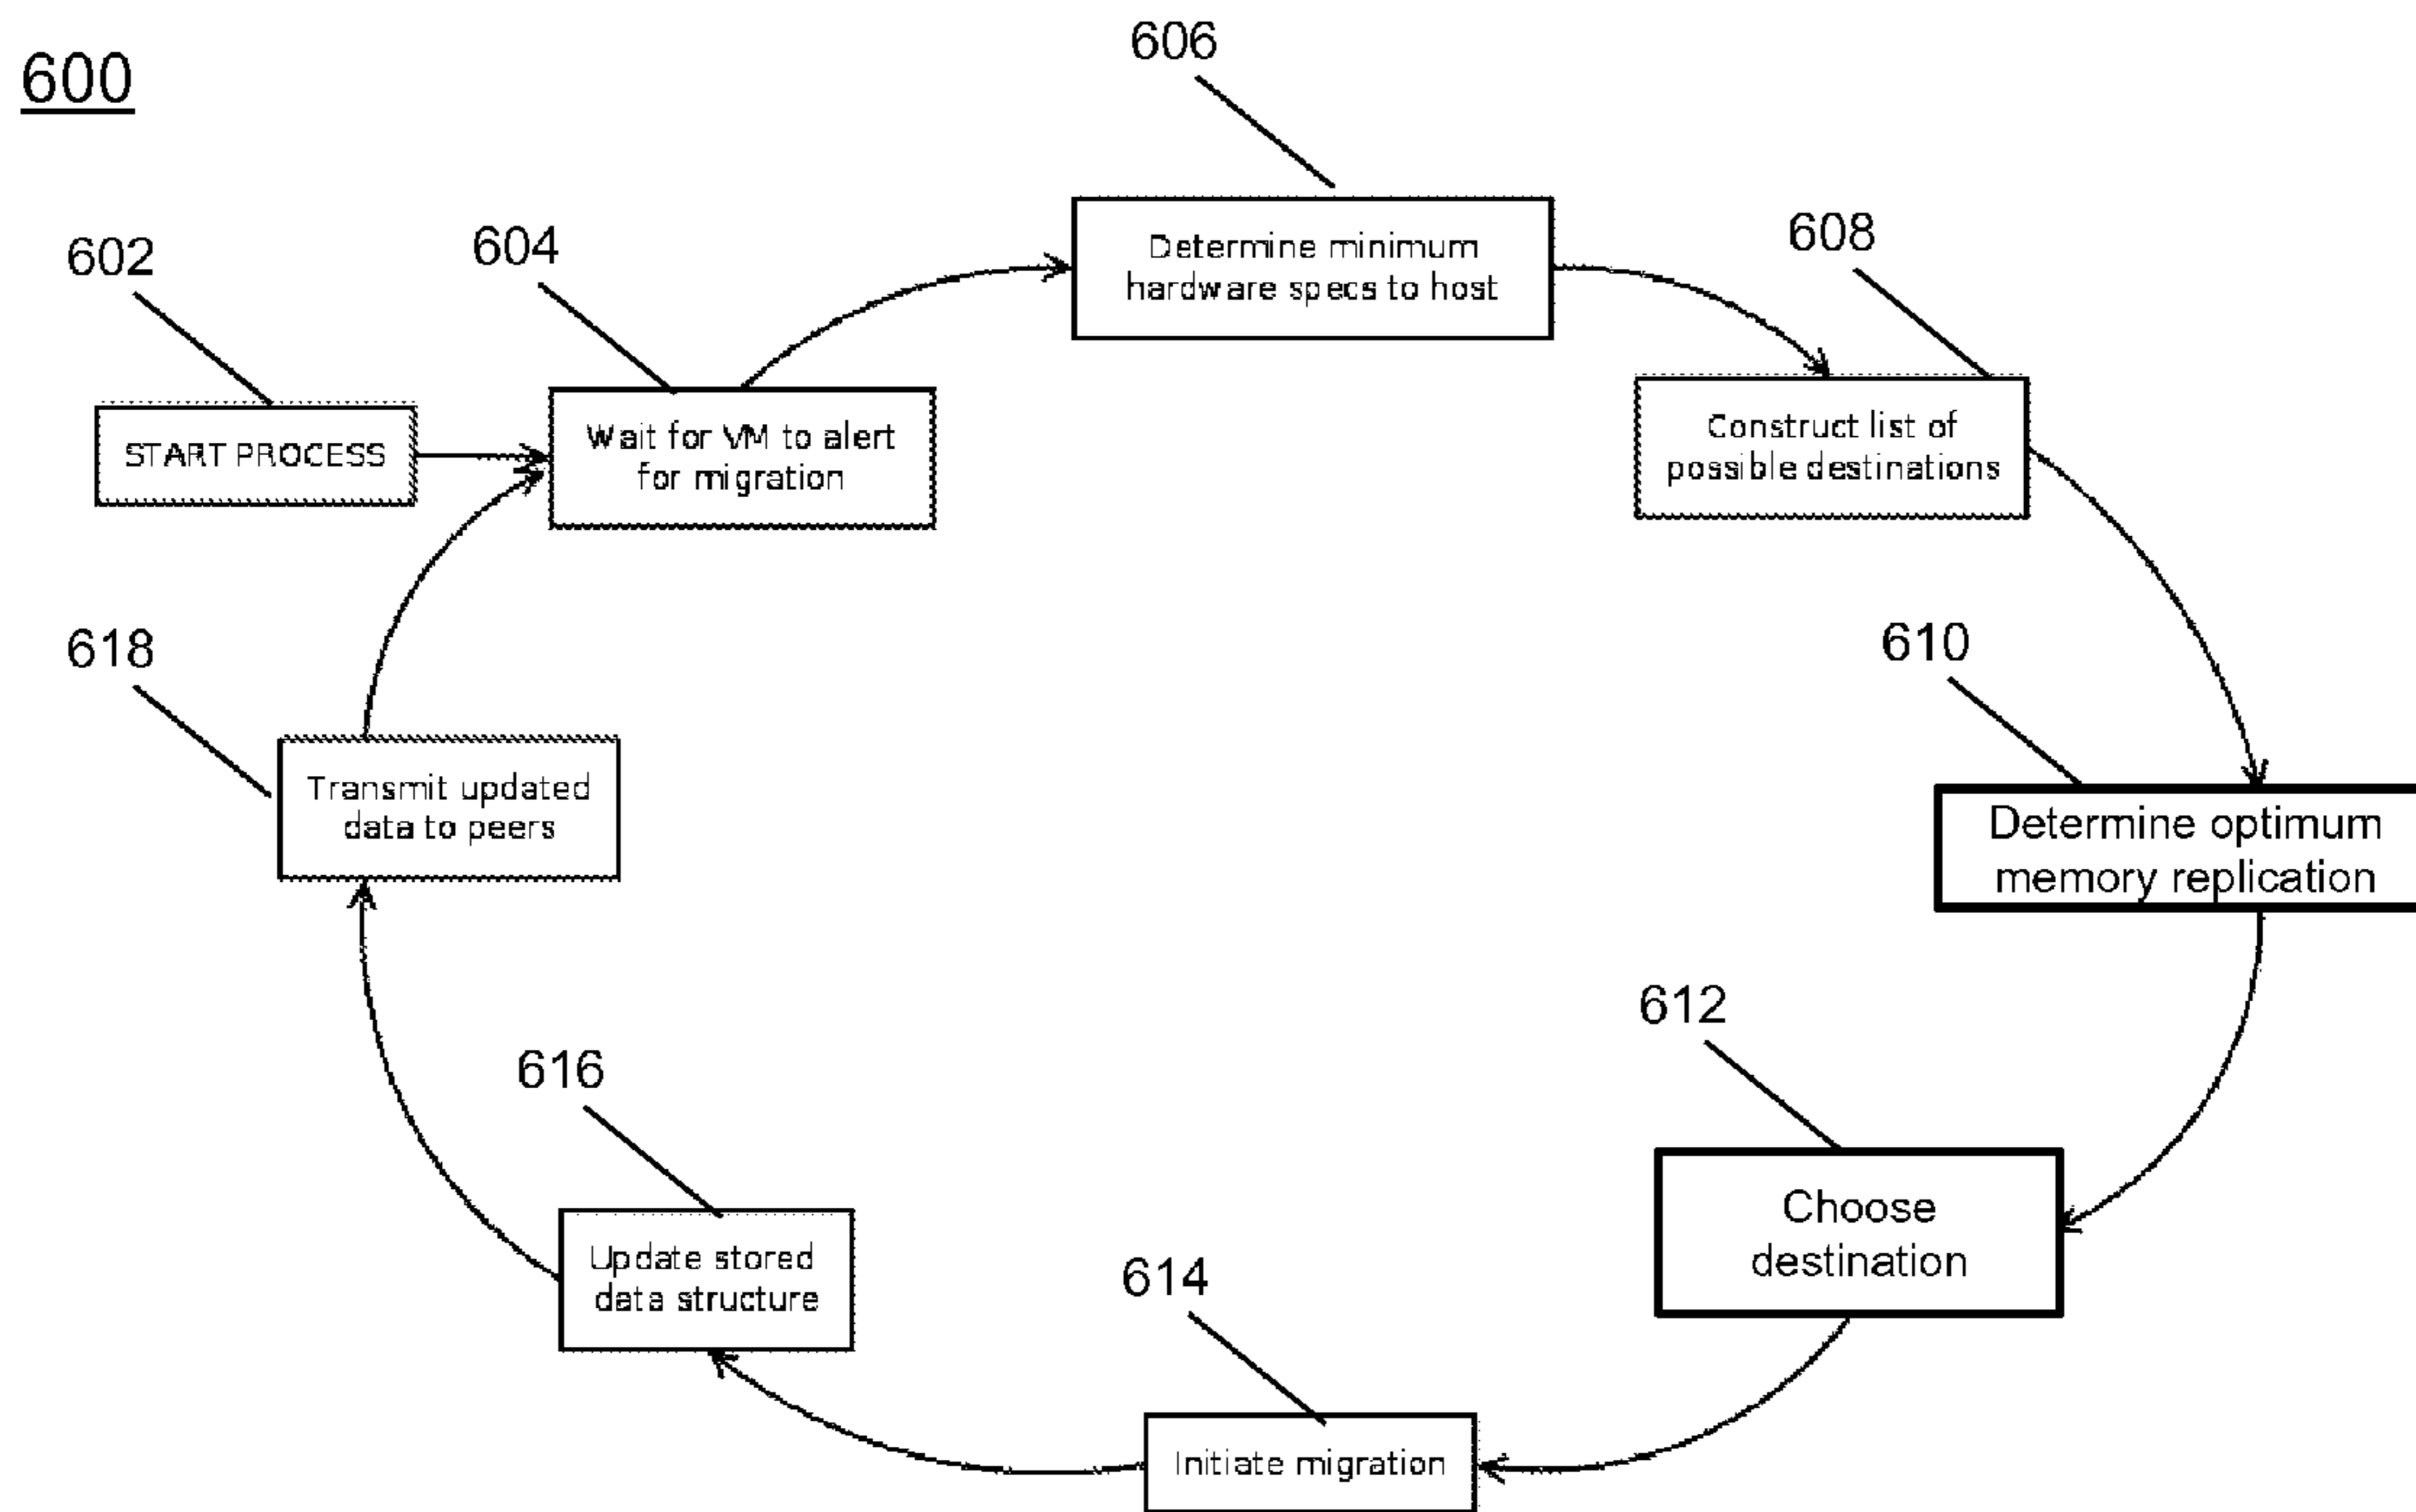 600
606
602
604
Determine minimum
hardware specs to host
608
START PROCESS
Wait for VM to alert
for migration
Construct list of
possible destinations
618
610
Transmit updated
data to peers
Determine optimum
memory replication
612
616
Choose
destination
Update stored
data structure
614
Initiate migration